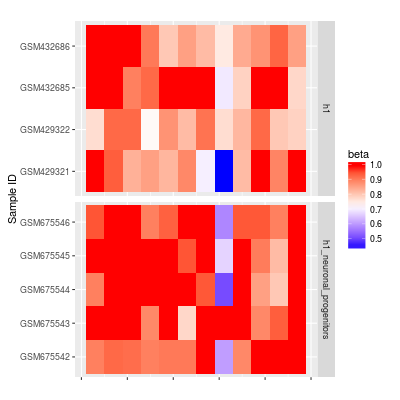 GSM432686
GSM432685
GSM429322
GSM429321
h1
GSM675546
GSM675545
GSM675544
GSM675543
GSM675542
h1_neuronal_progenitors
Sample ID
beta
1.0
0.9
0.8
0.7
0.6
0.5